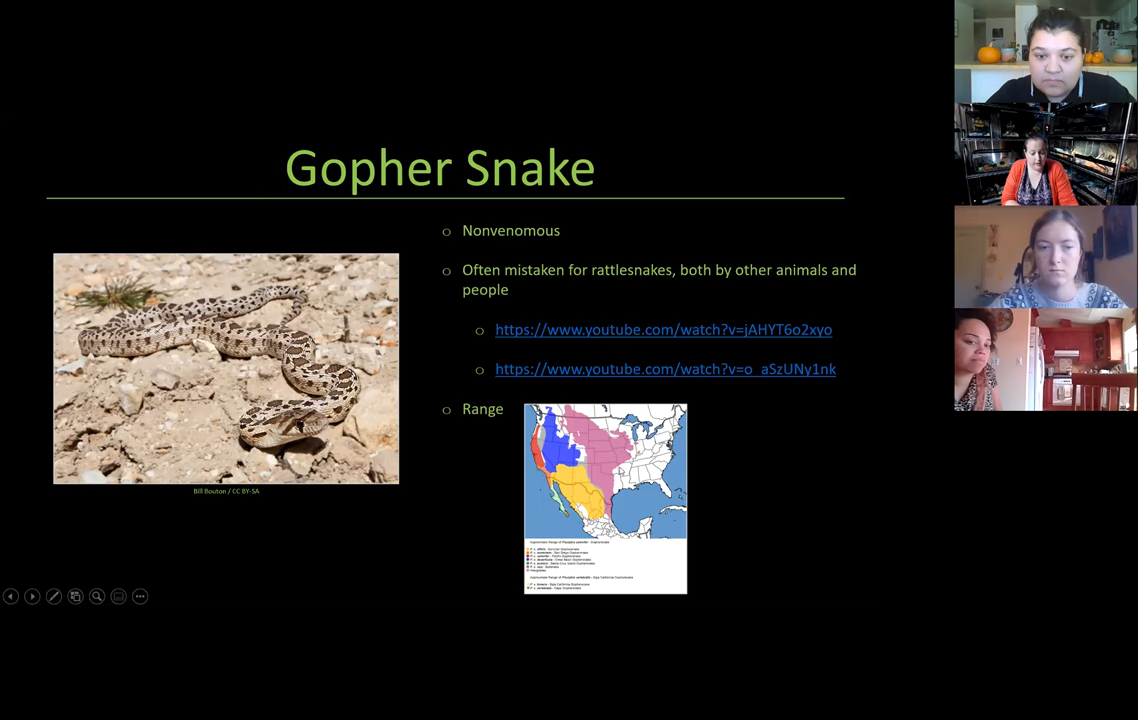 Gopher Snake
o Nonvenomous
o Often mistaken for rattlesnakes, both by other animals and
people
o https://www.youtube.com/watch?v=jAHYT6o2xyo
o https://www.youtube.com/watch?v=o_aSzUNy1nk
o Range
Bill Bouton / CC BY-SA